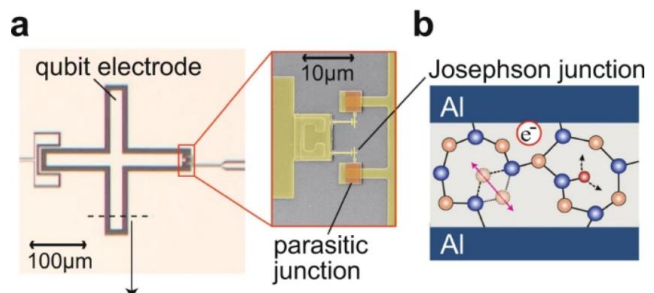 a
qubit electrode
100μm
10μm
Josephson junction
parasitic
junction
b
Al
e⁻
Al